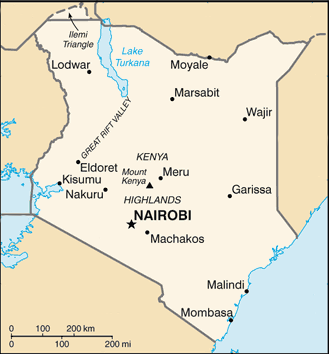 Ilemi
Triangle
Lake
Turkana
Lodwar
Moyale
Marsabit
Wajir
GREAT RIFT VALLEY
Eldoret
KENYA
Kisumu
Mount
Kenya
Meru
Nakuru
HIGHLANDS
Garissa
NAIROBI
Machakos
Malindi
Mombasa
0 100 200 km
0 100 200 mi